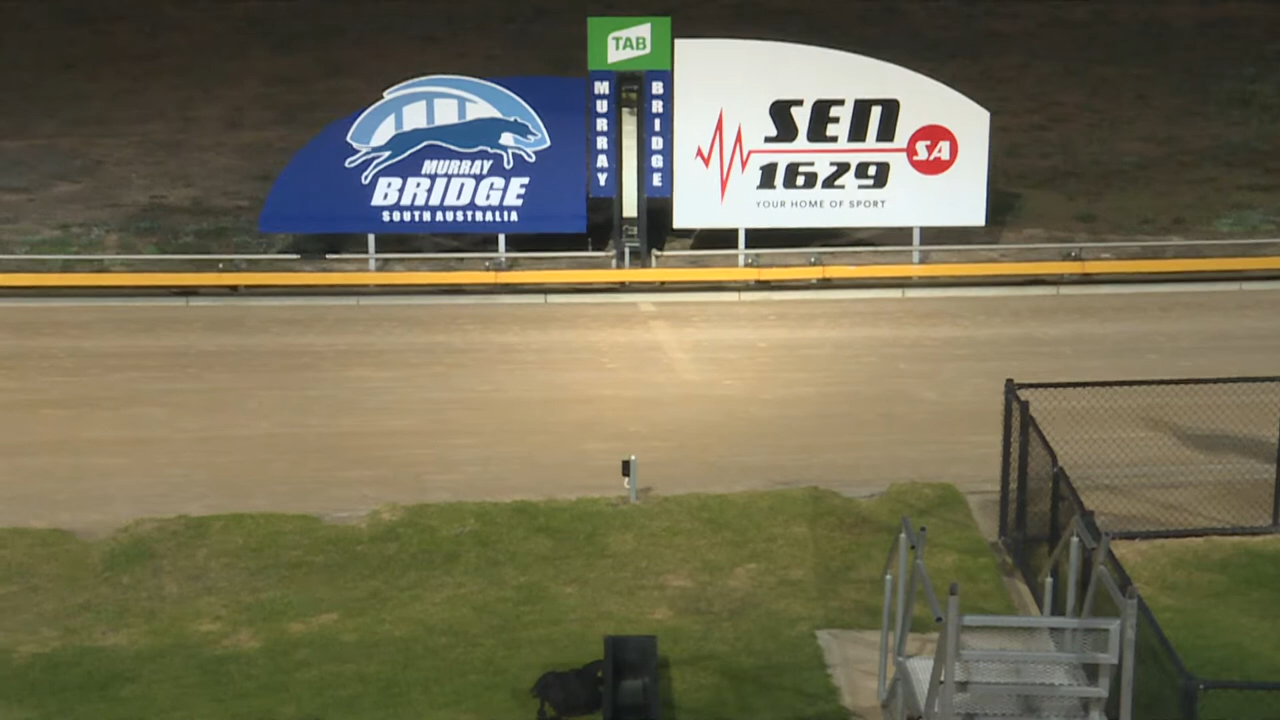 TAB
MURRAY
BRIDGE
MURRAY
BRIDGE
SOUTH AUSTRALIA
SEN
SA
1629
YOUR HOME OF SPORT